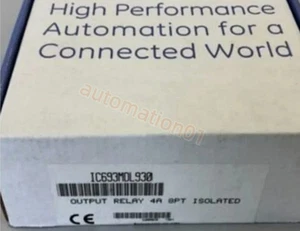 High Performance
Automation for a
Connected World
automation01
IC693MDL930
OUTPUT RELAY 4A 8PT ISOLATED
CE